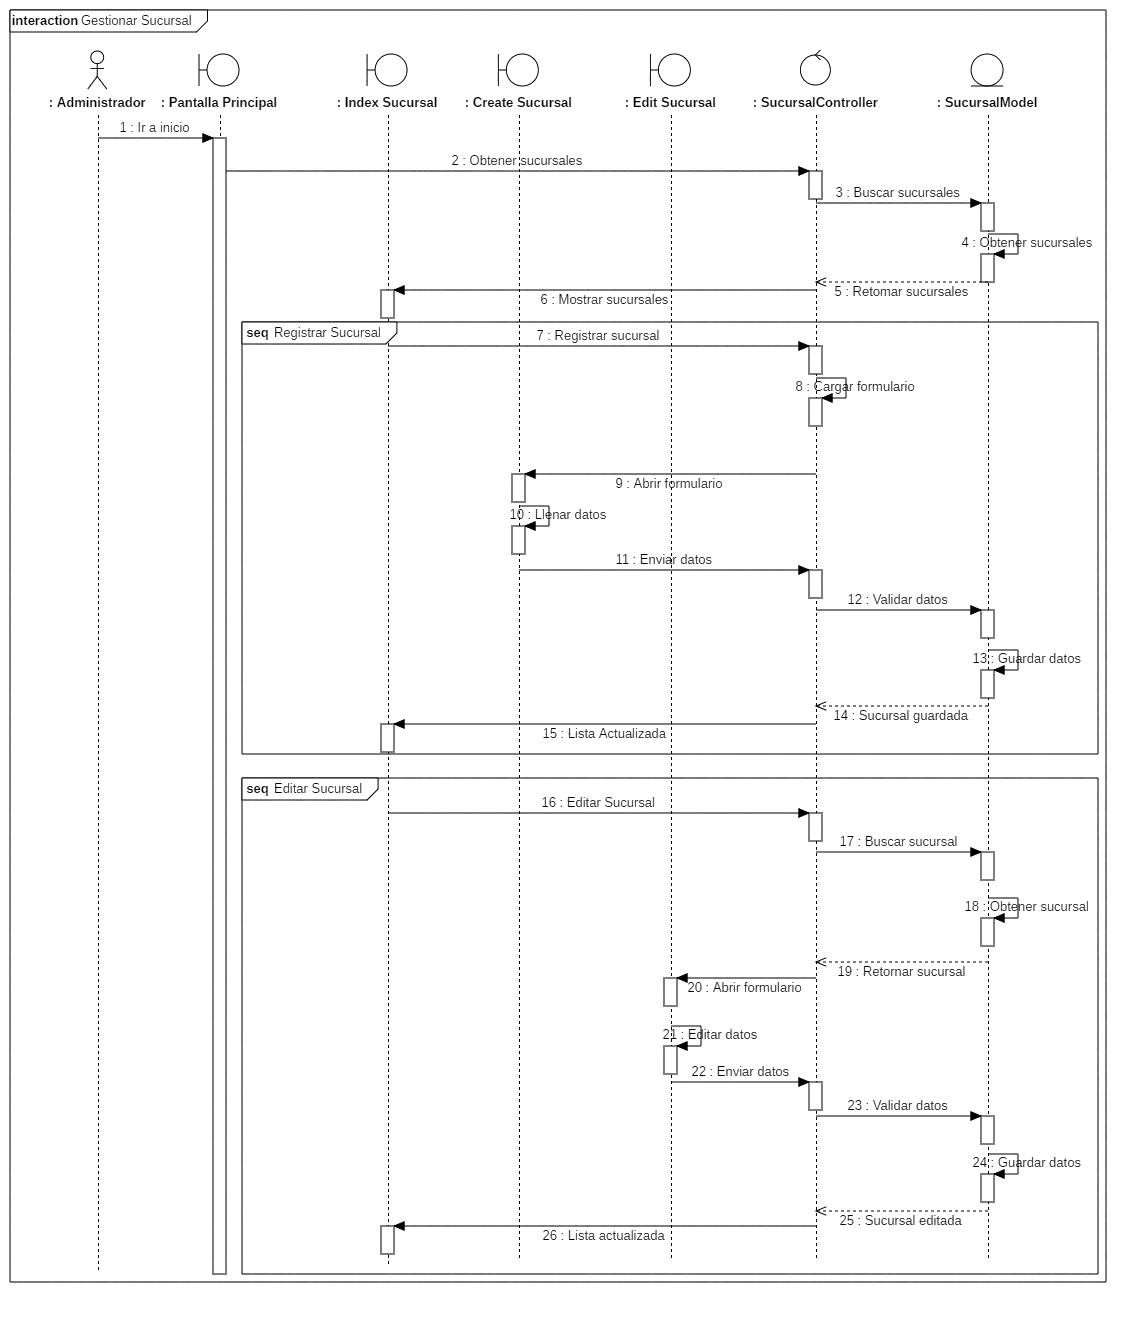 interaction Gestionar Sucursal
: Administrador
: Pantalla Principal
: Index Sucursal
: Create Sucursal
: Edit Sucursal
: SucursalController
: SucursalModel
1 : Ir a inicio
2 : Obtener sucursales
3 : Buscar sucursales
4 : Obtener sucursales
5 : Retornar sucursales
6 : Mostrar sucursales
seq Registrar Sucursal
7 : Registrar sucursal
8 : Cargar formulario
9 : Abrir formulario
10 : Llenar datos
11 : Enviar datos
12 : Validar datos
13 : Guardar datos
14 : Sucursal guardada
15 : Lista Actualizada
seq Editar Sucursal
16 : Editar Sucursal
17 : Buscar sucursal
18 : Obtener sucursal
19 : Retornar sucursal
20 : Abrir formulario
21 : Editar datos
22 : Enviar datos
23 : Validar datos
24 : Guardar datos
25 : Sucursal editada
26 : Lista actualizada